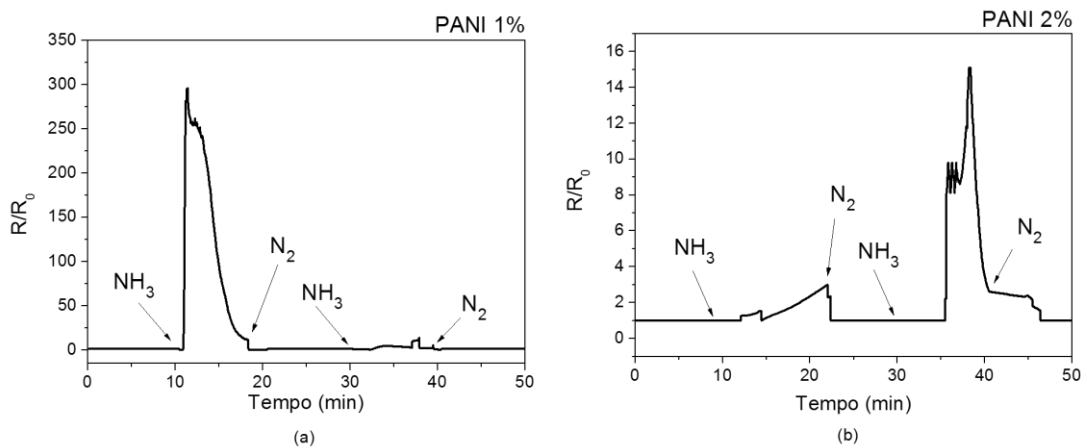 PANI 1%
R/R₀
350
300
250
200
150
100
50
0
NH₃
N₂
NH₃
N₂
0 10 20 30 40 50
Tempo (min)
(a)
PANI 2%
R/R₀
16
14
12
10
8
6
4
2
0
NH₃
N₂
NH₃
N₂
0 10 20 30 40 50
Tempo (min)
(b)